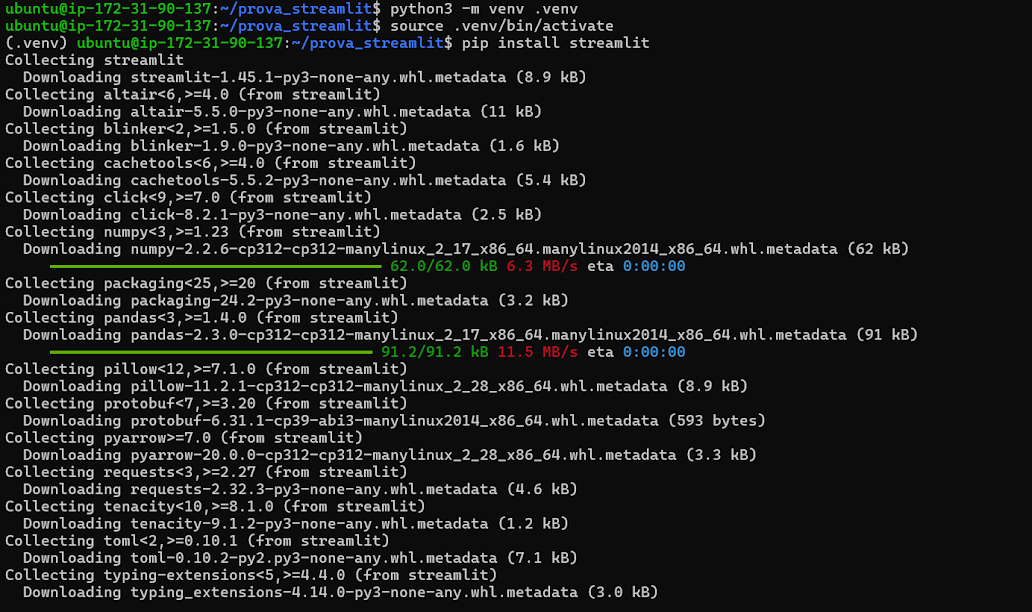 ubuntu@ip-172-31-90-137:~/prova_streamlit$ python3 -m venv .venv
ubuntu@ip-172-31-90-137:~/prova_streamlit$ source .venv/bin/activate
(.venv) ubuntu@ip-172-31-90-137:~/prova_streamlit$ pip install streamlit
Collecting streamlit
  Downloading streamlit-1.45.1-py3-none-any.whl.metadata (8.9 kB)
Collecting altair<6,>=4.0 (from streamlit)
  Downloading altair-5.5.0-py3-none-any.whl.metadata (11 kB)
Collecting blinker<2,>=1.5.0 (from streamlit)
  Downloading blinker-1.9.0-py3-none-any.whl.metadata (1.6 kB)
Collecting cachetools<6,>=4.0 (from streamlit)
  Downloading cachetools-5.5.2-py3-none-any.whl.metadata (5.4 kB)
Collecting click<9,>=7.0 (from streamlit)
  Downloading click-8.2.1-py3-none-any.whl.metadata (2.5 kB)
Collecting numpy<3,>=1.23 (from streamlit)
  Downloading numpy-2.2.6-cp312-cp312-manylinux_2_17_x86_64.manylinux2014_x86_64.whl.metadata (62 kB)
     62.0/62.0 kB 6.3 MB/s eta 0:00:00
Collecting packaging<25,>=20 (from streamlit)
  Downloading packaging-24.2-py3-none-any.whl.metadata (3.2 kB)
Collecting pandas<3,>=1.4.0 (from streamlit)
  Downloading pandas-2.3.0-cp312-cp312-manylinux_2_17_x86_64.manylinux2014_x86_64.whl.metadata (91 kB)
     91.2/91.2 kB 11.5 MB/s eta 0:00:00
Collecting pillow<12,>=7.1.0 (from streamlit)
  Downloading pillow-11.2.1-cp312-cp312-manylinux_2_28_x86_64.whl.metadata (8.9 kB)
Collecting protobuf<7,>=3.20 (from streamlit)
  Downloading protobuf-6.31.1-cp39-abi3-manylinux2014_x86_64.whl.metadata (593 bytes)
Collecting pyarrow>=7.0 (from streamlit)
  Downloading pyarrow-20.0.0-cp312-cp312-manylinux_2_28_x86_64.whl.metadata (3.3 kB)
Collecting requests<3,>=2.27 (from streamlit)
  Downloading requests-2.32.3-py3-none-any.whl.metadata (4.6 kB)
Collecting tenacity<10,>=8.1.0 (from streamlit)
  Downloading tenacity-9.1.2-py3-none-any.whl.metadata (1.2 kB)
Collecting toml<2,>=0.10.1 (from streamlit)
  Downloading toml-0.10.2-py2.py3-none-any.whl.metadata (7.1 kB)
Collecting typing-extensions<5,>=4.4.0 (from streamlit)
  Downloading typing_extensions-4.14.0-py3-none-any.whl.metadata (3.0 kB)